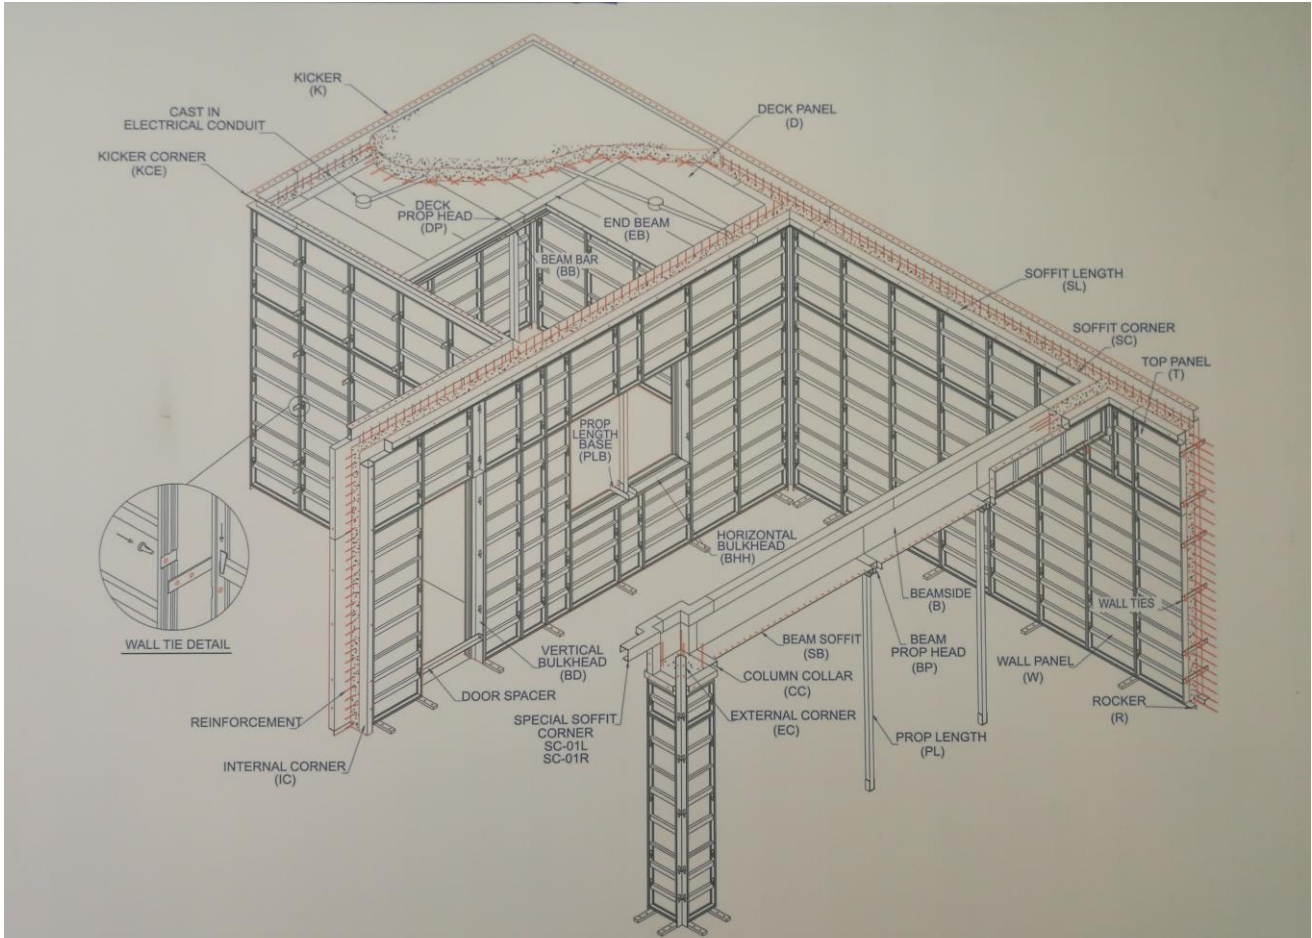 KICKER
(K)
CAST IN
ELECTRICAL CONDUIT
KICKER CORNER
(KCE)
DECK PANEL
(D)
DECK
PROP HEAD
(DP)
END BEAM
(EB)
BEAM BAR
(BB)
SOFFIT LENGTH
(SL)
SOFFIT CORNER
(SC)
TOP PANEL
(T)
PROP
LENGTH
BASE
(PLB)
HORIZONTAL
BULKHEAD
(BHH)
BEAMSIDE
(B)
WALL TIES
WALL TIE DETAIL
VERTICAL
BULKHEAD
(BD)
BEAM SOFFIT
(SB)
BEAM
PROP HEAD
(BP)
WALL PANEL
(W)
DOOR SPACER
COLUMN COLLAR
(CC)
REINFORCEMENT
SPECIAL SOFFIT
CORNER
SC-01L
SC-01R
EXTERNAL CORNER
(EC)
ROCKER
(R)
PROP LENGTH
(PL)
INTERNAL CORNER
(IC)